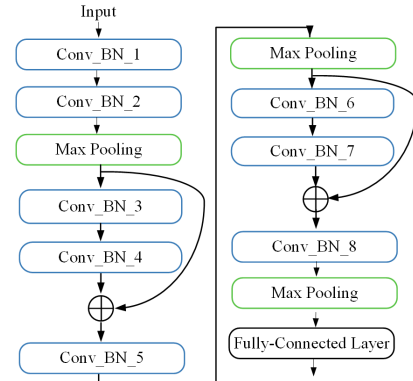 Input
Conv_BN_1
Conv_BN_2
Max Pooling
Conv_BN_3
Conv_BN_4
Conv_BN_5
Max Pooling
Conv_BN_6
Conv_BN_7
Conv_BN_8
Max Pooling
Fully-Connected Layer